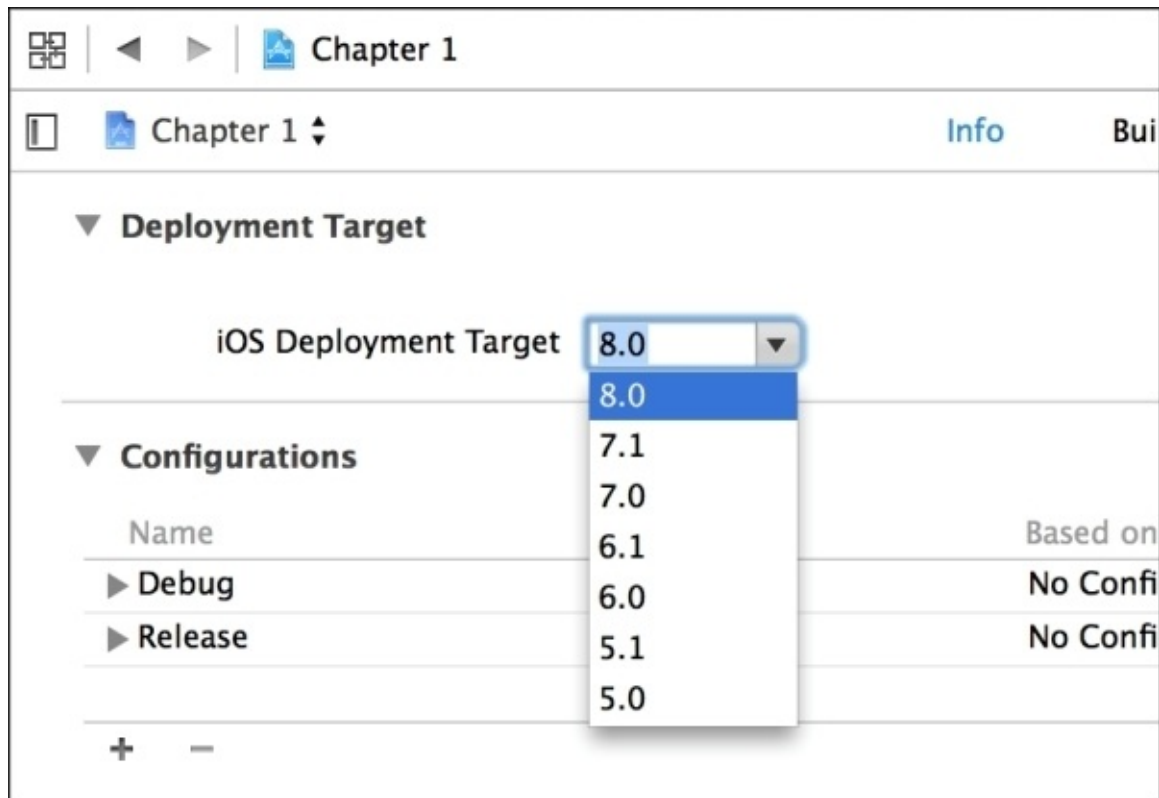 Chapter 1
Chapter 1 Info Bui
Deployment Target
iOS Deployment Target 8.0
8.0
7.1
7.0
6.1
6.0
5.1
5.0
Configurations
Name Based on
Debug No Confi
Release No Confi